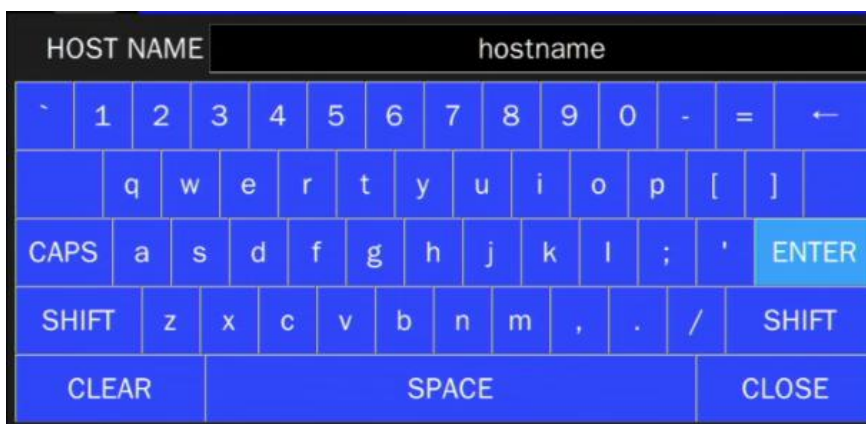 HOST NAME hostname
` 1 2 3 4 5 6 7 8 9 0 - = ←
q w e r t y u i o p [ ]
CAPS a s d f g h j k l ; ' ENTER
SHIFT z x c v b n m , . / SHIFT
CLEAR SPACE CLOSE